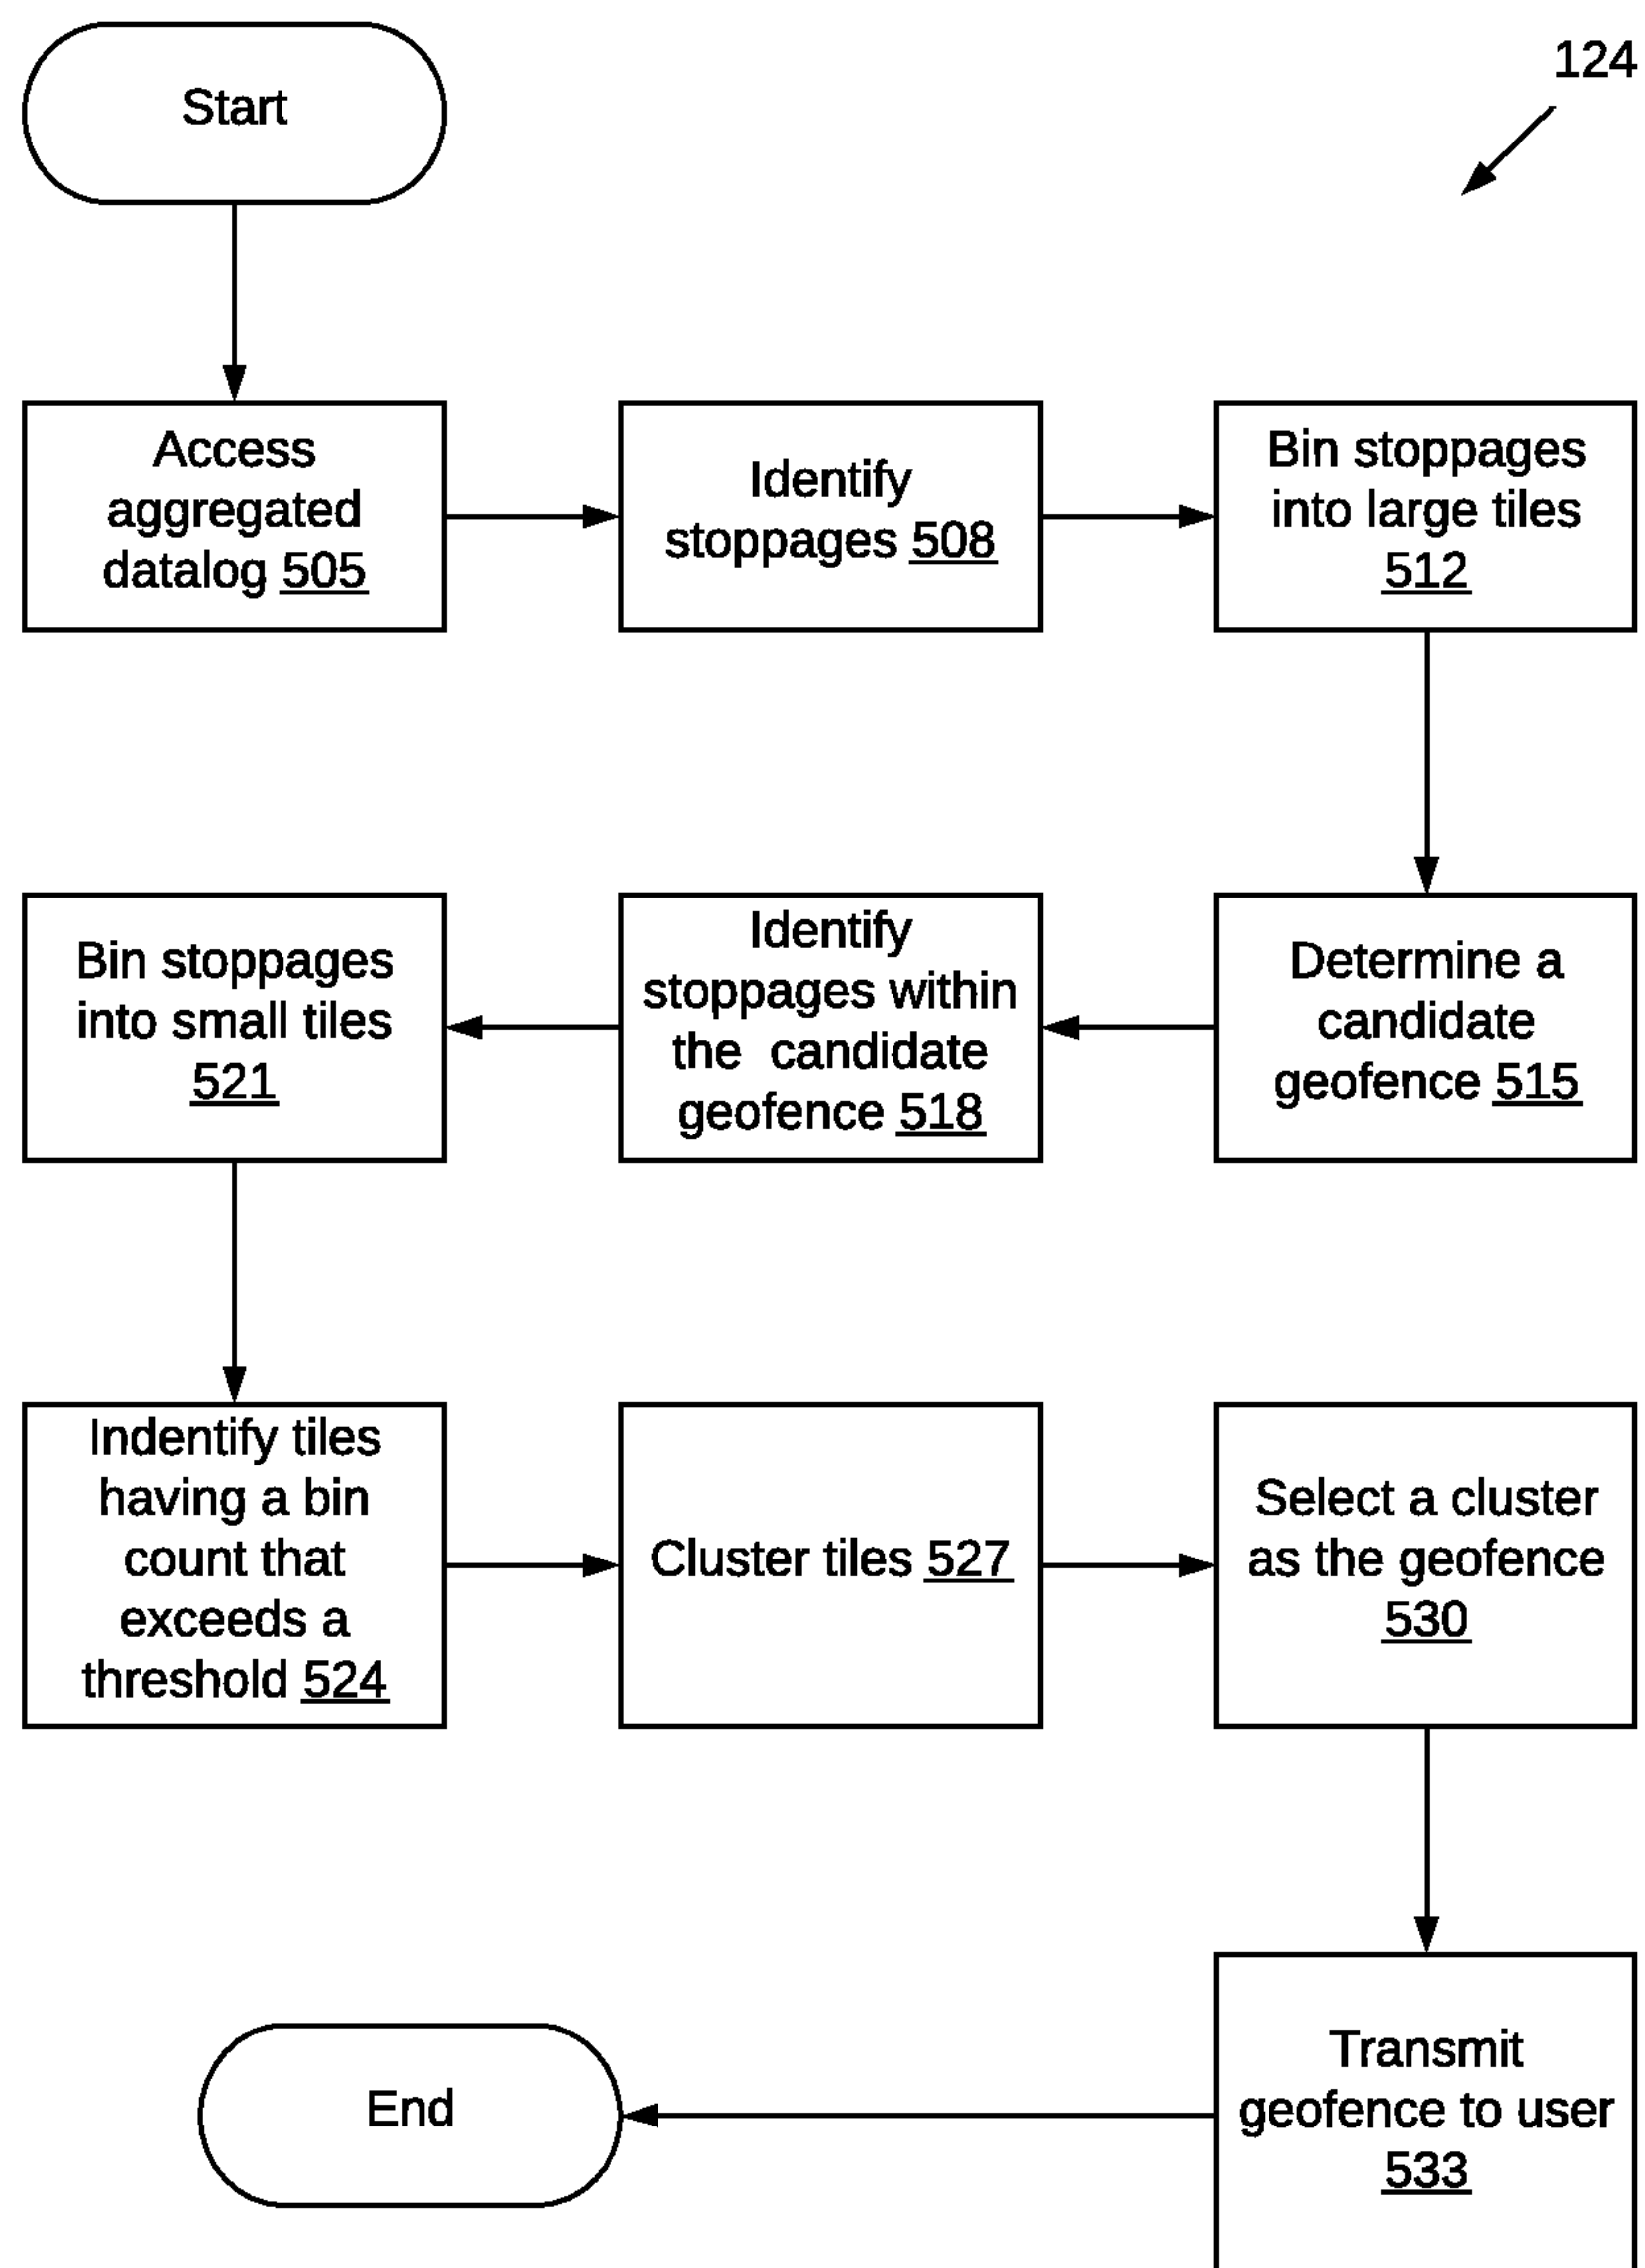 Start
124
Access
aggregated
datalog 505
Identify
stoppages 508
Bin stoppages
into large tiles
512
Determine a
candidate
geofence 515
Identify
stoppages within
the candidate
geofence 518
Bin stoppages
into small tiles
521
Indentify tiles
having a bin
count that
exceeds a
threshold 524
Cluster tiles 527
Select a cluster
as the geofence
530
Transmit
geofence to user
533
End